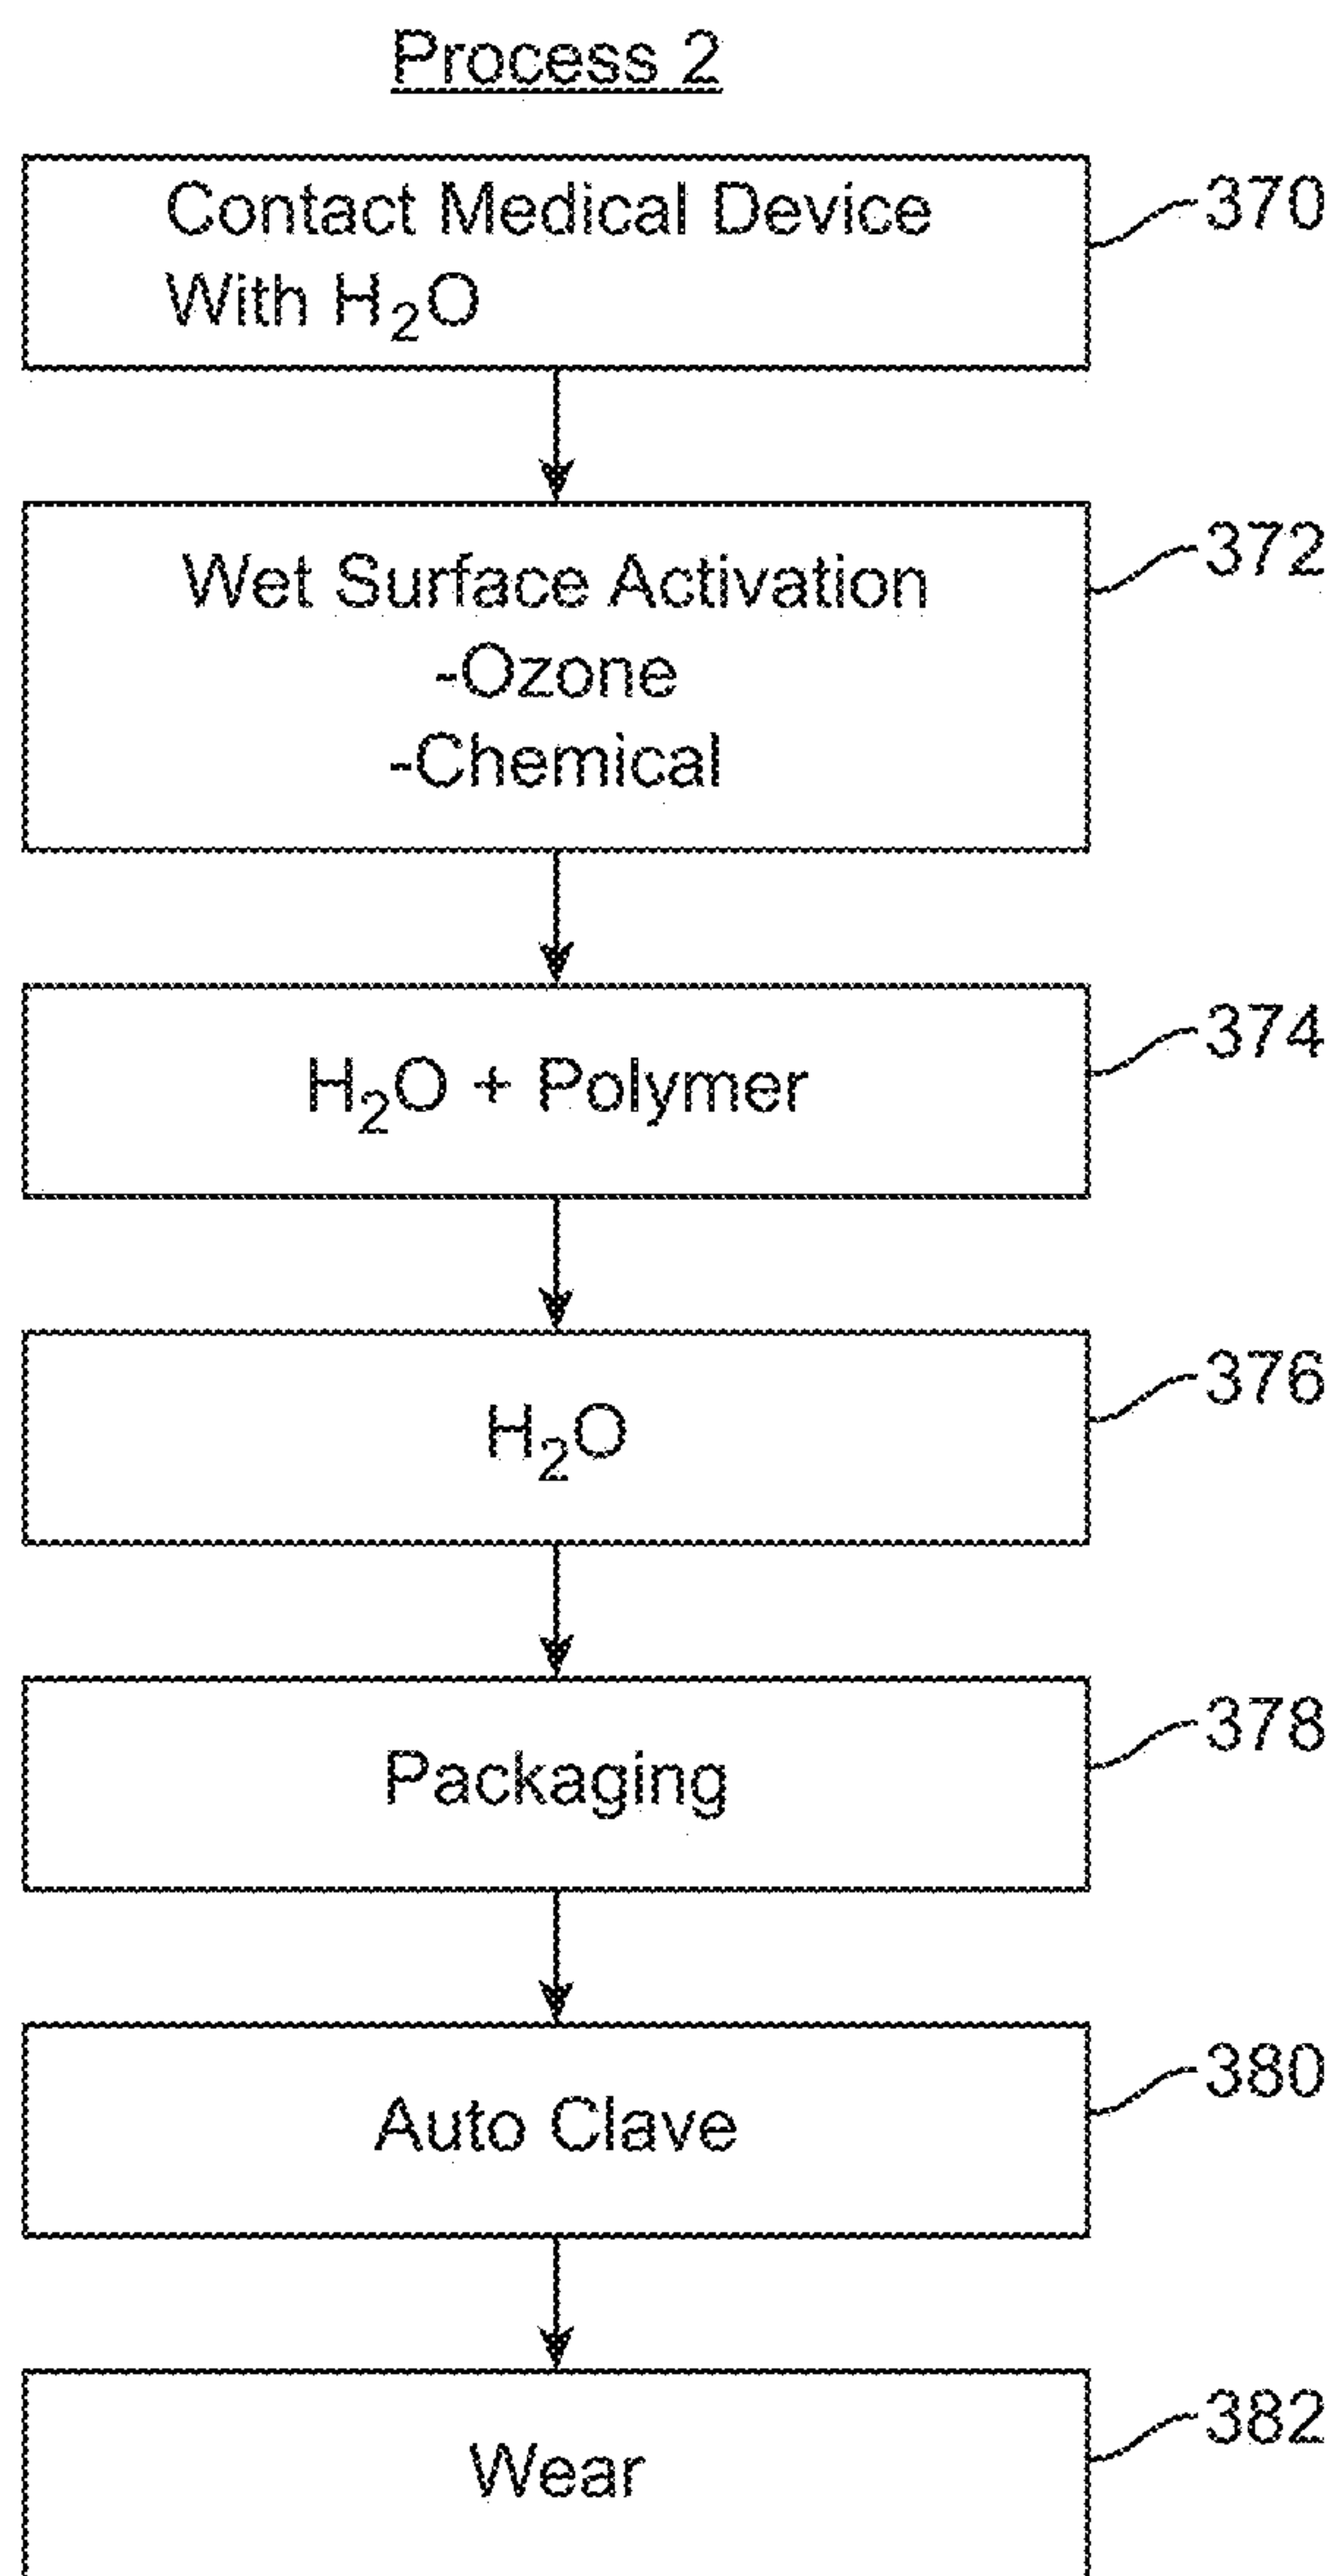 Process 2
Contact Medical Device
With H₂O
370
Wet Surface Activation
-Ozone
-Chemical
372
H₂O + Polymer
374
H₂O
376
Packaging
378
Auto Clave
380
Wear
382